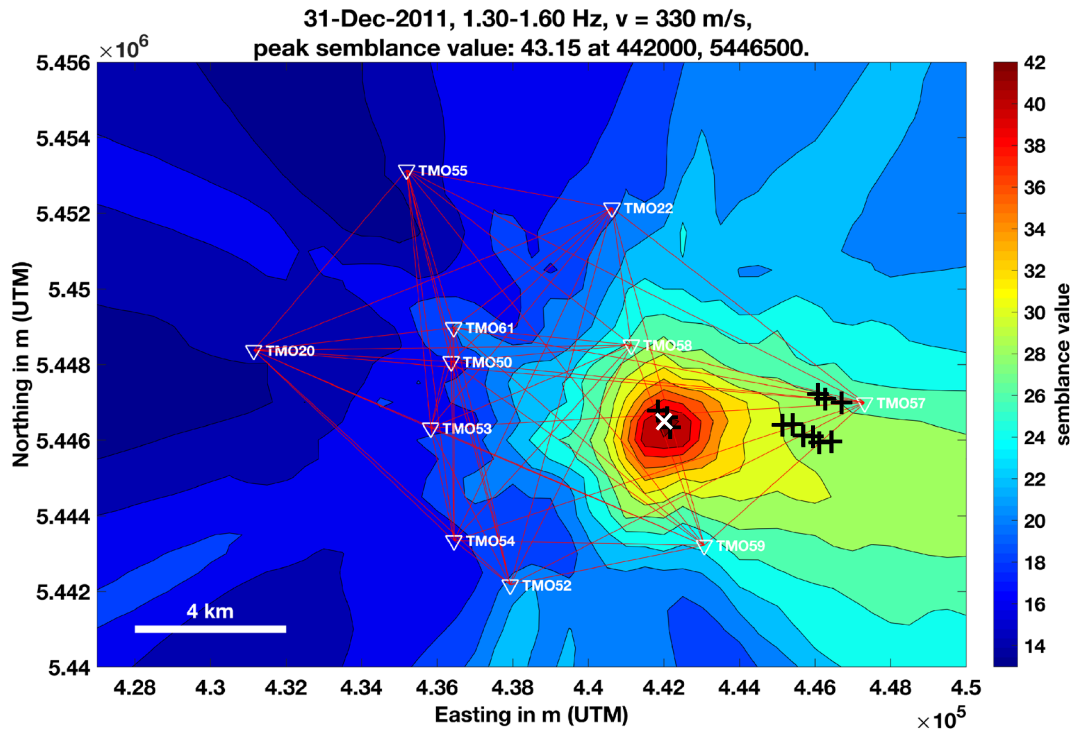 31-Dec-2011, 1.30-1.60 Hz, v = 330 m/s,
peak semblance value: 43.15 at 442000, 5446500.
×10⁶
5.456
5.454
5.452
5.45
5.448
5.446
5.444
5.442
5.44
Northing in m (UTM)
TMO55
TMO22
TMO61
TMO58
TMO20
TMO50
TMO57
TMO53
TMO54
TMO59
TMO52
4 km
4.28
4.3
4.32
4.34
4.36
4.38
4.4
4.42
4.44
4.46
4.48
4.5
Easting in m (UTM)
×10⁵
42
40
38
36
34
32
30
28
26
24
22
20
18
16
14
semblance value